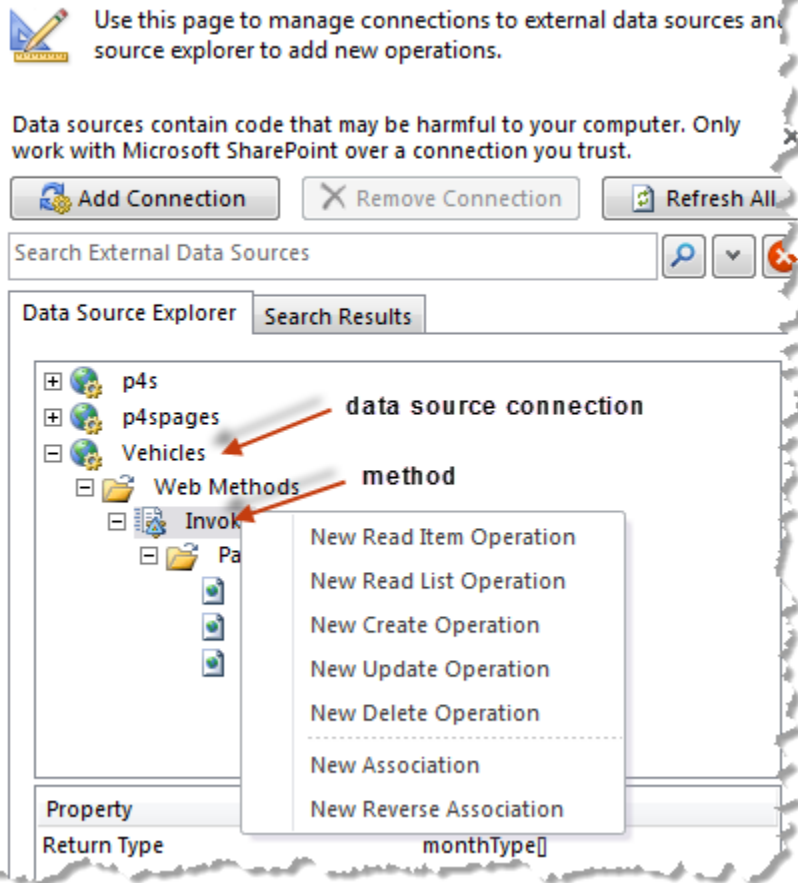 Use this page to manage connections to external data sources
source explorer to add new operations.
Data sources contain code that may be harmful to your computer. Only
work with Microsoft SharePoint over a connection you trust.
Add Connection
Remove Connection
Refresh All
Search External Data Sources
Data Source Explorer
Search Results
p4s
p4spages
data source connection
Vehicles
method
Web Methods
Invok
Pa
New Read Item Operation
New Read List Operation
New Create Operation
New Update Operation
New Delete Operation
New Association
New Reverse Association
Property
Return Type
monthType[]